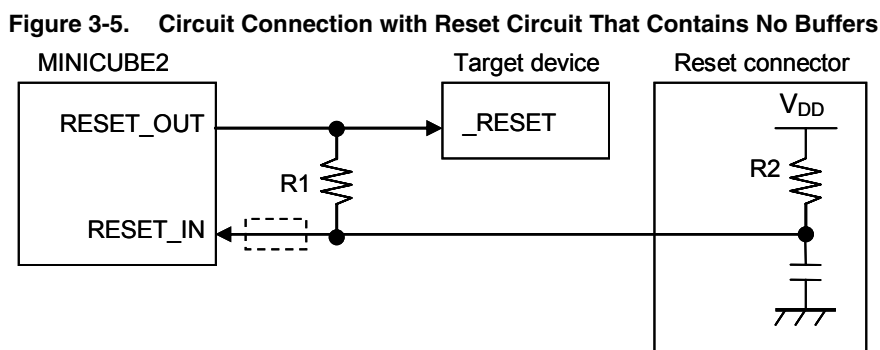 Figure 3-5. Circuit Connection with Reset Circuit That Contains No Buffers
MINICUBE2
Target device
Reset connector
RESET_OUT
_RESET
VDD
R1
R2
RESET_IN